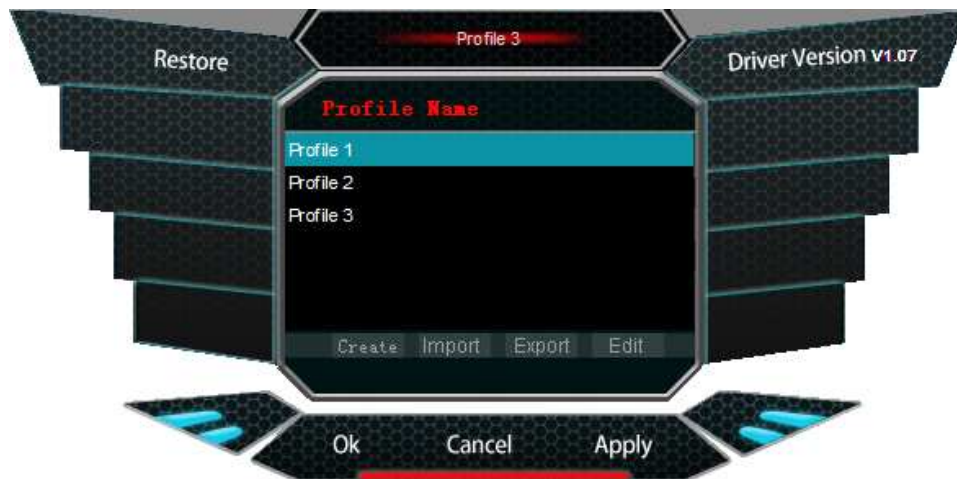 Profile 3
Restore
Driver Version V1.07
Profile Name
Profile 1
Profile 2
Profile 3
Create Import Export Edit
Ok Cancel Apply